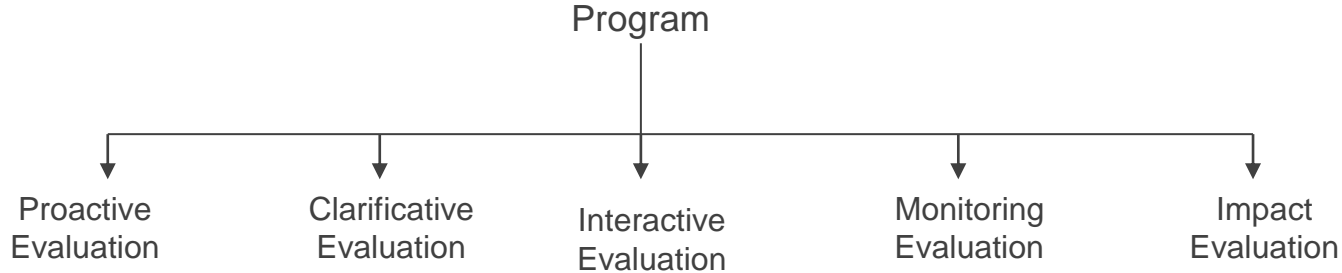 Program
Proactive
Evaluation
Clarificative
Evaluation
Interactive
Evaluation
Monitoring
Evaluation
Impact
Evaluation